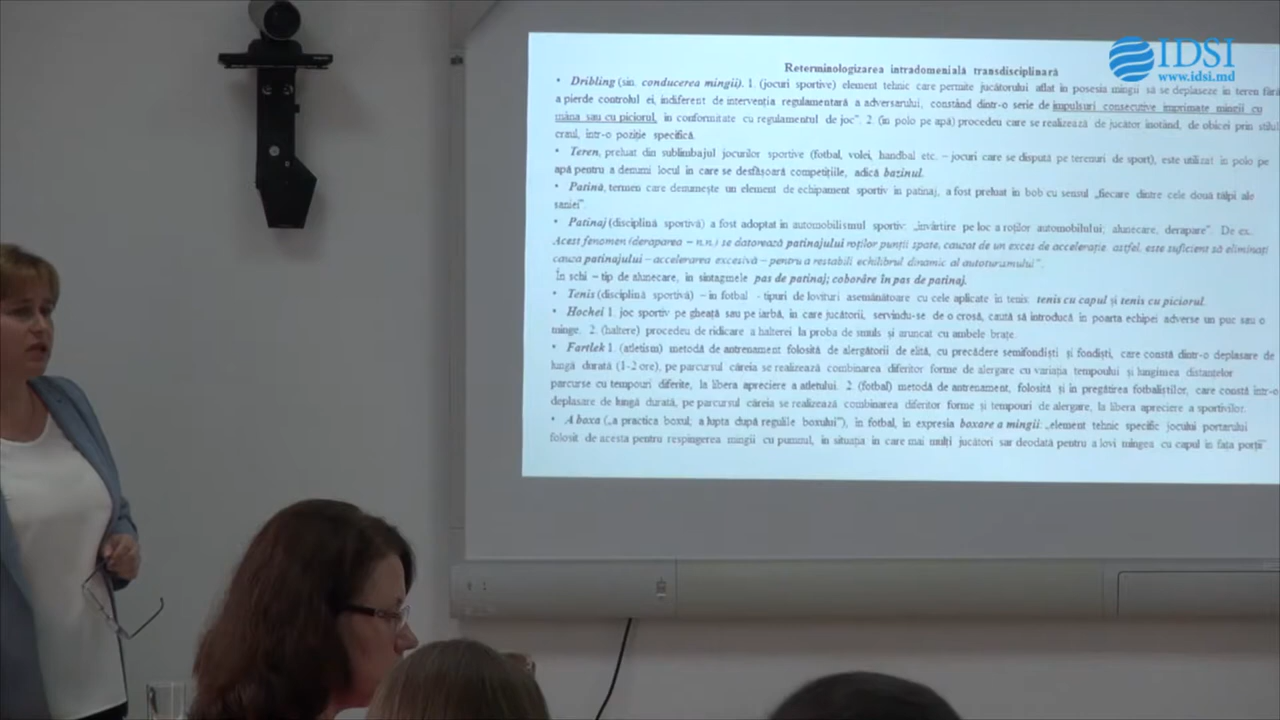 IDSI
www.idsi.md
Reterminologizarea intradomenială transdisciplinară
• Dribling (sin. conducerea mingii). 1. (jocuri sportive) element tehnic care permite jucătorului aflat în posesia mingii să se deplaseze în teren fără
a pierde controlul ei, indiferent de intervenția regulamentară a adversarului, constând dintr-o serie de impulsuri consecutive imprimate mingii cu
mâna sau cu piciorul, în conformitate cu regulamentul de joc”. 2. (în polo pe apă) procedeu care se realizează de jucător înotând, de obicei prin stilul
craul, într-o poziție specifică.
• Teren, preluat din sublimbajul jocurilor sportive (fotbal, volei, handbal etc. – jocuri care se dispută pe terenuri de sport), este utilizat în polo pe
apă pentru a denumi locul în care se desfășoară competițiile, adică bazinul.
• Patină, termen care denumește un element de echipament sportiv în patinaj, a fost preluat în bob cu sensul „fiecare dintre cele două tălpi ale
saniei”.
• Patinaj (disciplină sportivă) a fost adoptat în automobilismul sportiv: „învârtire pe loc a roților automobilului; alunecare, derapare”. De ex.
Acest fenomen (deraparea – n.n.) se datorează patinajului roților punții spate, cauzat de un exces de accelerație, astfel, este suficient să eliminați
cauza patinajului – accelerarea excesivă – pentru a restabili echilibrul dinamic al autoturismului”.
În schi – tip de alunecare, în sintagmele pas de patinaj; coborâre în pas de patinaj.
• Tenis (disciplină sportivă) – în fotbal - tipuri de lovituri asemănătoare cu cele aplicate în tenis: tenis cu capul și tenis cu piciorul.
• Hochei 1. joc sportiv pe gheață sau pe iarbă, în care jucătorii, servindu-se de o crosă, caută să introducă în poarta echipei adverse un puc sau o
minge. 2. (haltere) procedeu de ridicare a halterei la proba de smuls și aruncat cu ambele brațe.
• Fartlek 1. (atletism) metodă de antrenament folosită de alergătorii de elită, cu precădere semifondiști și fondiști, care constă dintr-o deplasare de
lungă durată (1-2 ore), pe parcursul căreia se realizează combinarea diferitor forme de alergare cu variația tempoului și lungimea distanțelor
parcurse cu tempouri diferite, la libera apreciere a atletului. 2. (fotbal) metodă de antrenament, folosită și în pregătirea fotbaliștilor, care constă într-o
deplasare de lungă durată, pe parcursul căreia se realizează combinarea diferitor forme și tempouri de alergare, la libera apreciere a sportivilor.
• A boxa („a practica boxul; a lupta după regulile boxului”), în fotbal, în expresia boxare a mingii: „element tehnic specific jocului portarului
folosit de acesta pentru respingerea mingii cu pumnul, în situația în care mai mulți jucători sar deodată pentru a lovi mingea cu capul în fața porții”